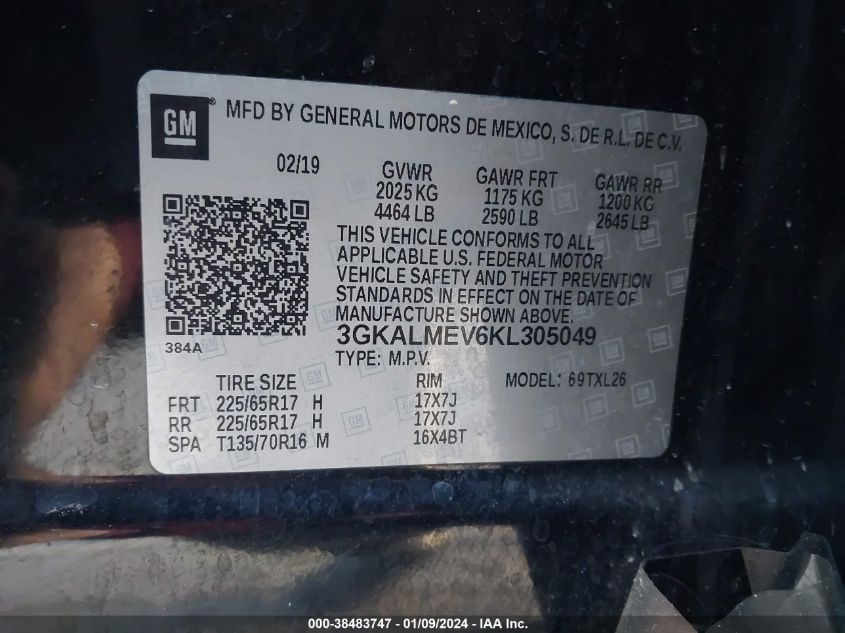 GM ® MFD BY GENERAL MOTORS DE MEXICO, S. DE R.L. DE C.V.
02/19 GVWR GAWR FRT GAWR RR
2025 KG 1175 KG 1200 KG
4464 LB 2590 LB 2645 LB
THIS VEHICLE CONFORMS TO ALL
APPLICABLE U.S. FEDERAL MOTOR
VEHICLE SAFETY AND THEFT PREVENTION
STANDARDS IN EFFECT ON THE DATE OF
MANUFACTURE SHOWN ABOVE.
3GKALMEV6KL305049
384A
TYPE: M.P.V.
TIRE SIZE RIM MODEL: 69TXL26
FRT 225/65R17 H 17X7J
RR 225/65R17 H 17X7J
SPA T135/70R16 M 16X4BT
000-38483747 - 01/09/2024 - IAA Inc.